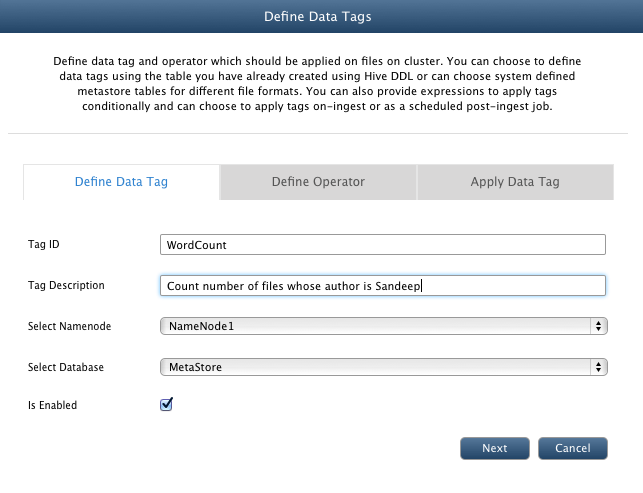 Define Data Tags
Define data tag and operator which should be applied on files on cluster. You can choose to define
data tags using the table you have already created using Hive DDL or can choose system defined
metastore tables for different file formats. You can also provide expressions to apply tags
conditionally and can choose to apply tags on-ingest or as a scheduled post-ingest job.
Define Data Tag
Define Operator
Apply Data Tag
Tag ID
WordCount
Tag Description
Count number of files whose author is Sandeep
Select Namenode
NameNode1
Select Database
MetaStore
Is Enabled
Next
Cancel